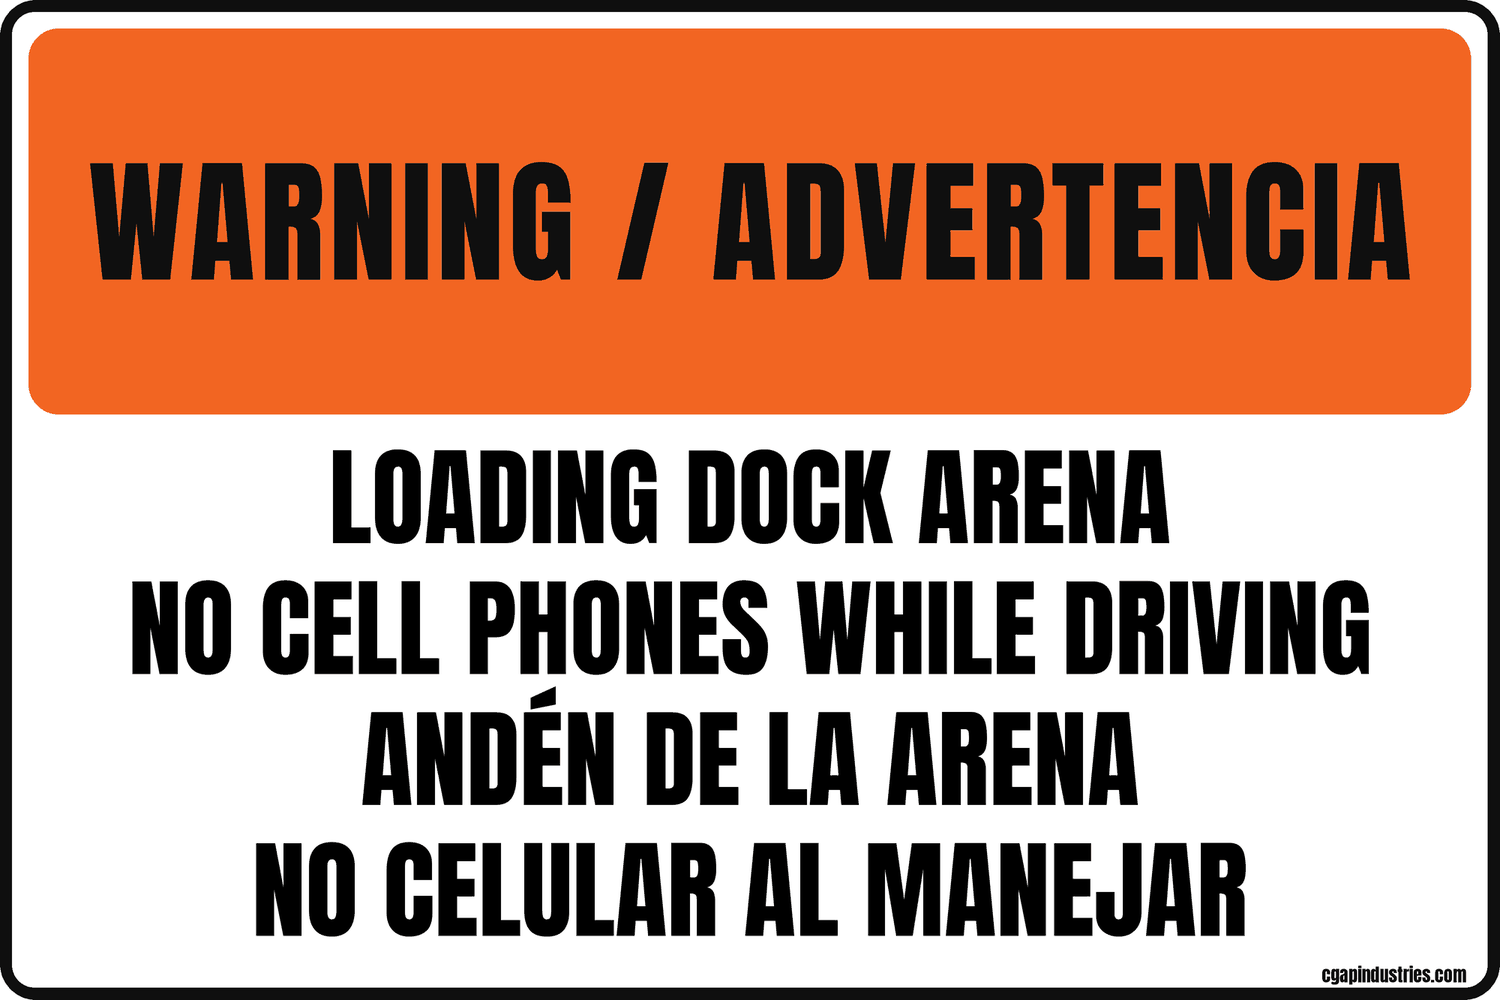 WARNING / ADVERTENCIA
LOADING DOCK ARENA
NO CELL PHONES WHILE DRIVING
ANDÉN DE LA ARENA
NO CELULAR AL MANEJAR
cgapindustries.com